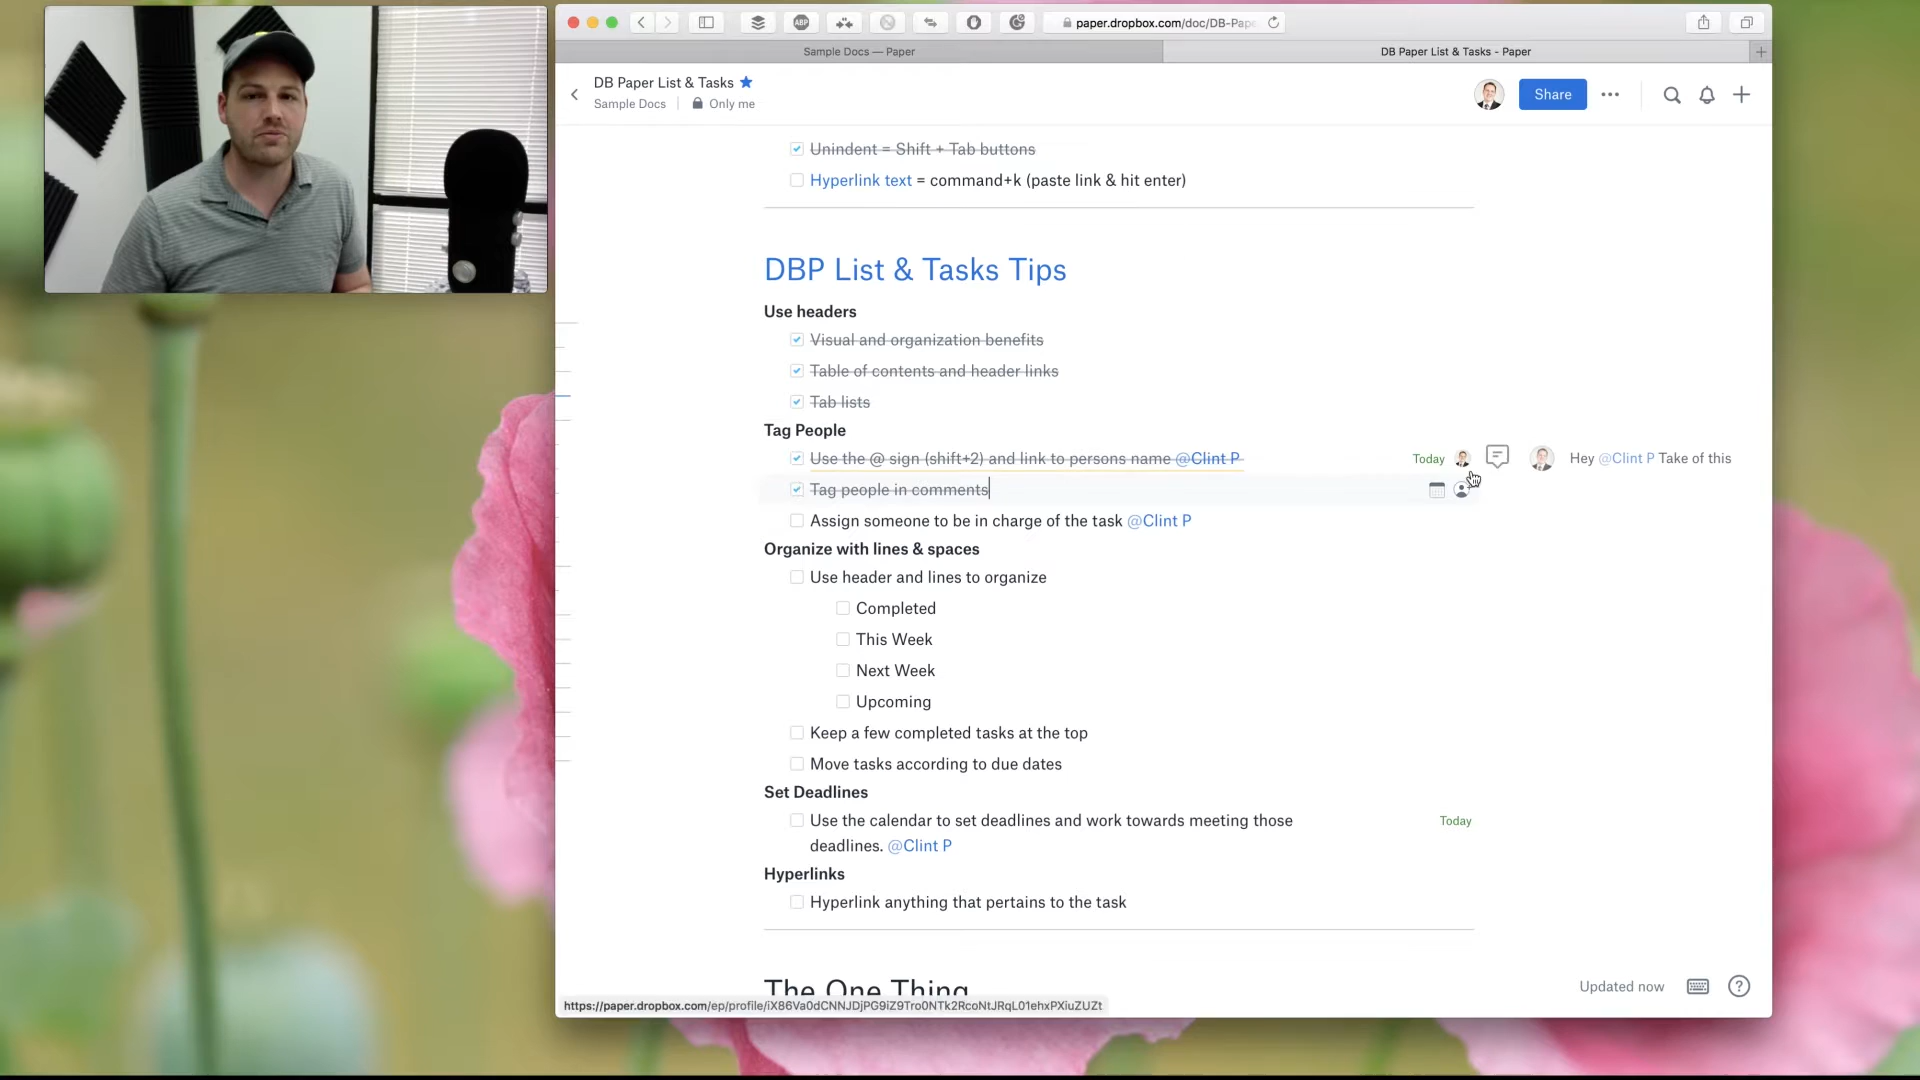 ABP
paper.dropbox.com/doc/DB-Pap
Sample Docs — Paper
DB Paper List & Tasks - Paper
DB Paper List & Tasks
Sample Docs
Only me
Share
Unindent = Shift + Tab buttons
Hyperlink text = command+k (paste link & hit enter)
DBP List & Tasks Tips
Use headers
Visual and organization benefits
Table of contents and header links
Tab lists
Tag People
Use the @ sign (shift+2) and link to persons name @Clint P
Today
Hey @Clint P Take of this
Tag people in comments
Assign someone to be in charge of the task @Clint P
Organize with lines & spaces
Use header and lines to organize
Completed
This Week
Next Week
Upcoming
Keep a few completed tasks at the top
Move tasks according to due dates
Set Deadlines
Use the calendar to set deadlines and work towards meeting those
Today
deadlines. @Clint P
Hyperlinks
Hyperlink anything that pertains to the task
The One Thing
Updated now
https://paper.dropbox.com/ep/profile/iX86Va0dCNNJDjPG9iZ9Tro0NTk2RcoNtJRqL01ehxPXiuZUZt